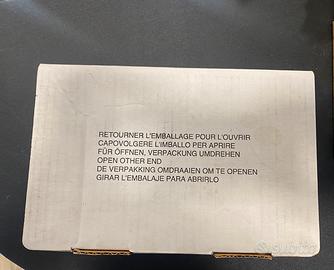 RETOURNER L'EMBALLAGE POUR L'OUVRIR
CAPOVOLGERE L'IMBALLO PER APRIRE
FÜR ÖFFNEN, VERPACKUNG UMDREHEN
OPEN OTHER END
DE VERPAKKING OMDRAAIEN OM TE OPENEN
GIRAR L'EMBALAJE PARA ABRIRLO
subito